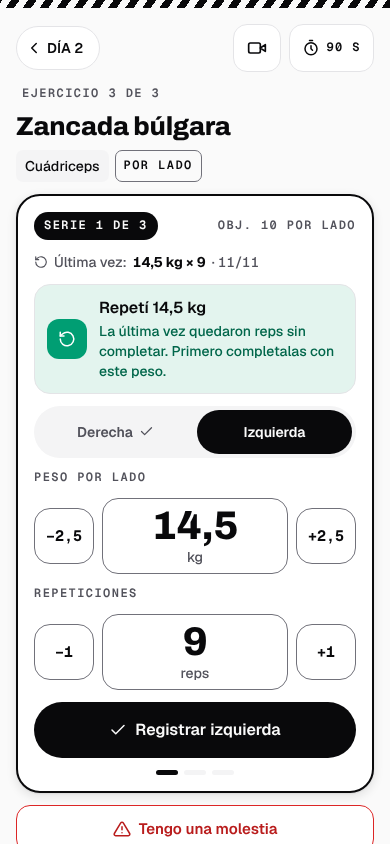 DÍA 2
90 S
EJERCICIO 3 DE 3
Zancada búlgara
Cuádriceps
POR LADO
SERIE 1 DE 3
OBJ. 10 POR LADO
Última vez: 14,5 kg × 9 · 11/11
Repetí 14,5 kg
La última vez quedaron reps sin
completar. Primero completalas con
este peso.
Derecha
Izquierda
PESO POR LADO
−2,5
14,5
kg
+2,5
REPETICIONES
−1
9
reps
+1
Registrar izquierda
Tengo una molestia